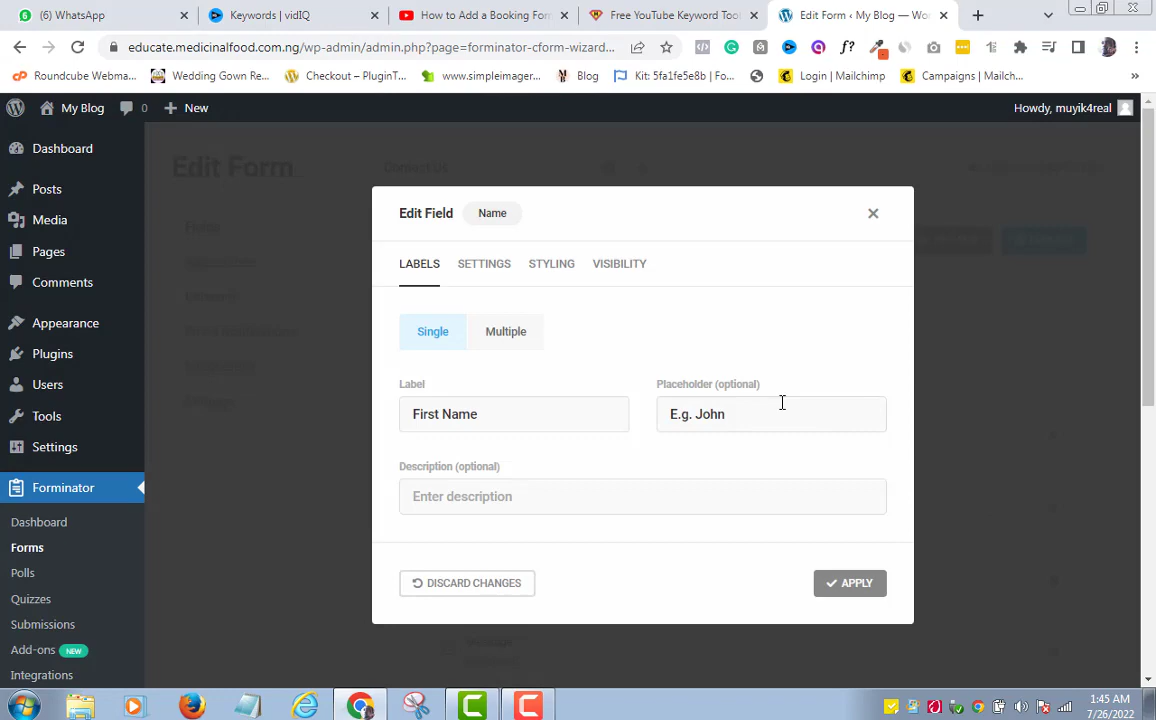 (6) WhatsApp
Keywords | vidIQ
How to Add a Booking For
Free YouTube Keyword Tool
Edit Form ‹ My Blog — Wo
educate.medicinalfood.com.ng/wp-admin/admin.php?page=forminator-cform-wizard...
Roundcube Webma...
Wedding Gown Re...
Checkout – PluginT...
www.simpleimager...
Blog
Kit: 5fa1fe5e8b | Fo...
Login | Mailchimp
Campaigns | Mailch...
»
My Blog
0
New
Howdy, muyik4real
Dashboard
Posts
Media
Pages
Comments
Appearance
Plugins
Users
Tools
Settings
Forminator
Dashboard
Forms
Polls
Quizzes
Submissions
Add-ons NEW
Integrations
Edit Form
Contact Us
Edit Field Name
LABELS SETTINGS STYLING VISIBILITY
Single Multiple
Label
Placeholder (optional)
First Name
E.g. John
Description (optional)
Enter description
DISCARD CHANGES
APPLY
1:45 AM
7/26/2022